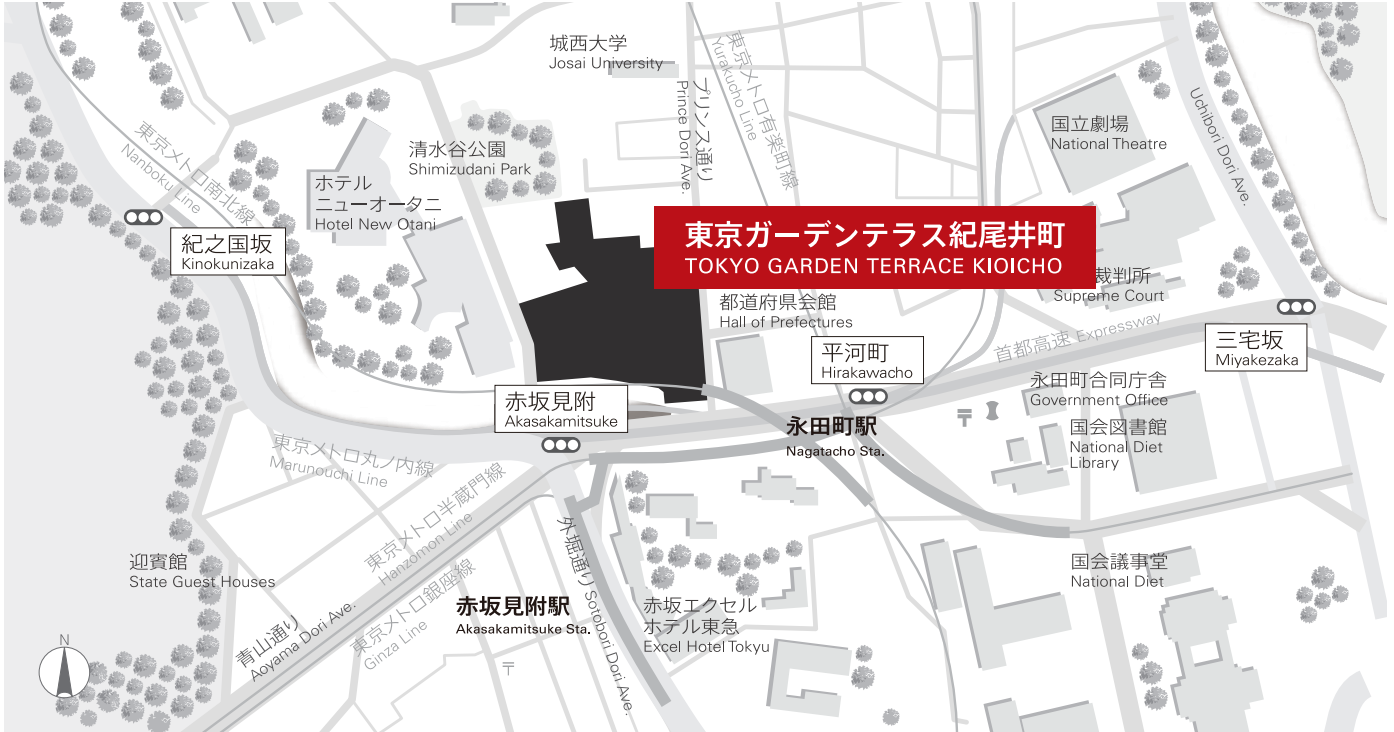 城西大学
Josai University
プリンス通り
Prince Dori Ave.
東京メトロ有楽町線
Yurakucho Line
国立劇場
National Theatre
Uchibori Dori Ave.
東京メトロ南北線
Nanboku Line
清水谷公園
Shimizudani Park
ホテル
ニューオータニ
Hotel New Otani
紀之国坂
Kinokunizaka
東京ガーデンテラス紀尾井町
TOKYO GARDEN TERRACE KIOICHO
裁判所
Supreme Court
都道府県会館
Hall of Prefectures
首都高速 Expressway
三宅坂
Miyakezaka
平河町
Hirakawacho
赤坂見附
Akasakamitsuke
永田町合同庁舎
Government Office
永田町駅
Nagatacho Sta.
国会図書館
National Diet
Library
東京メトロ丸ノ内線
Marunouchi Line
東京メトロ半蔵門線
Hanzomon Line
東京メトロ銀座線
Ginza Line
青山通り
Aoyama Dori Ave.
外堀通り Sotobori Dori Ave.
迎賓館
State Guest Houses
赤坂見附駅
Akasakamitsuke Sta.
赤坂エクセル
ホテル東急
Excel Hotel Tokyu
国会議事堂
National Diet
〒
N